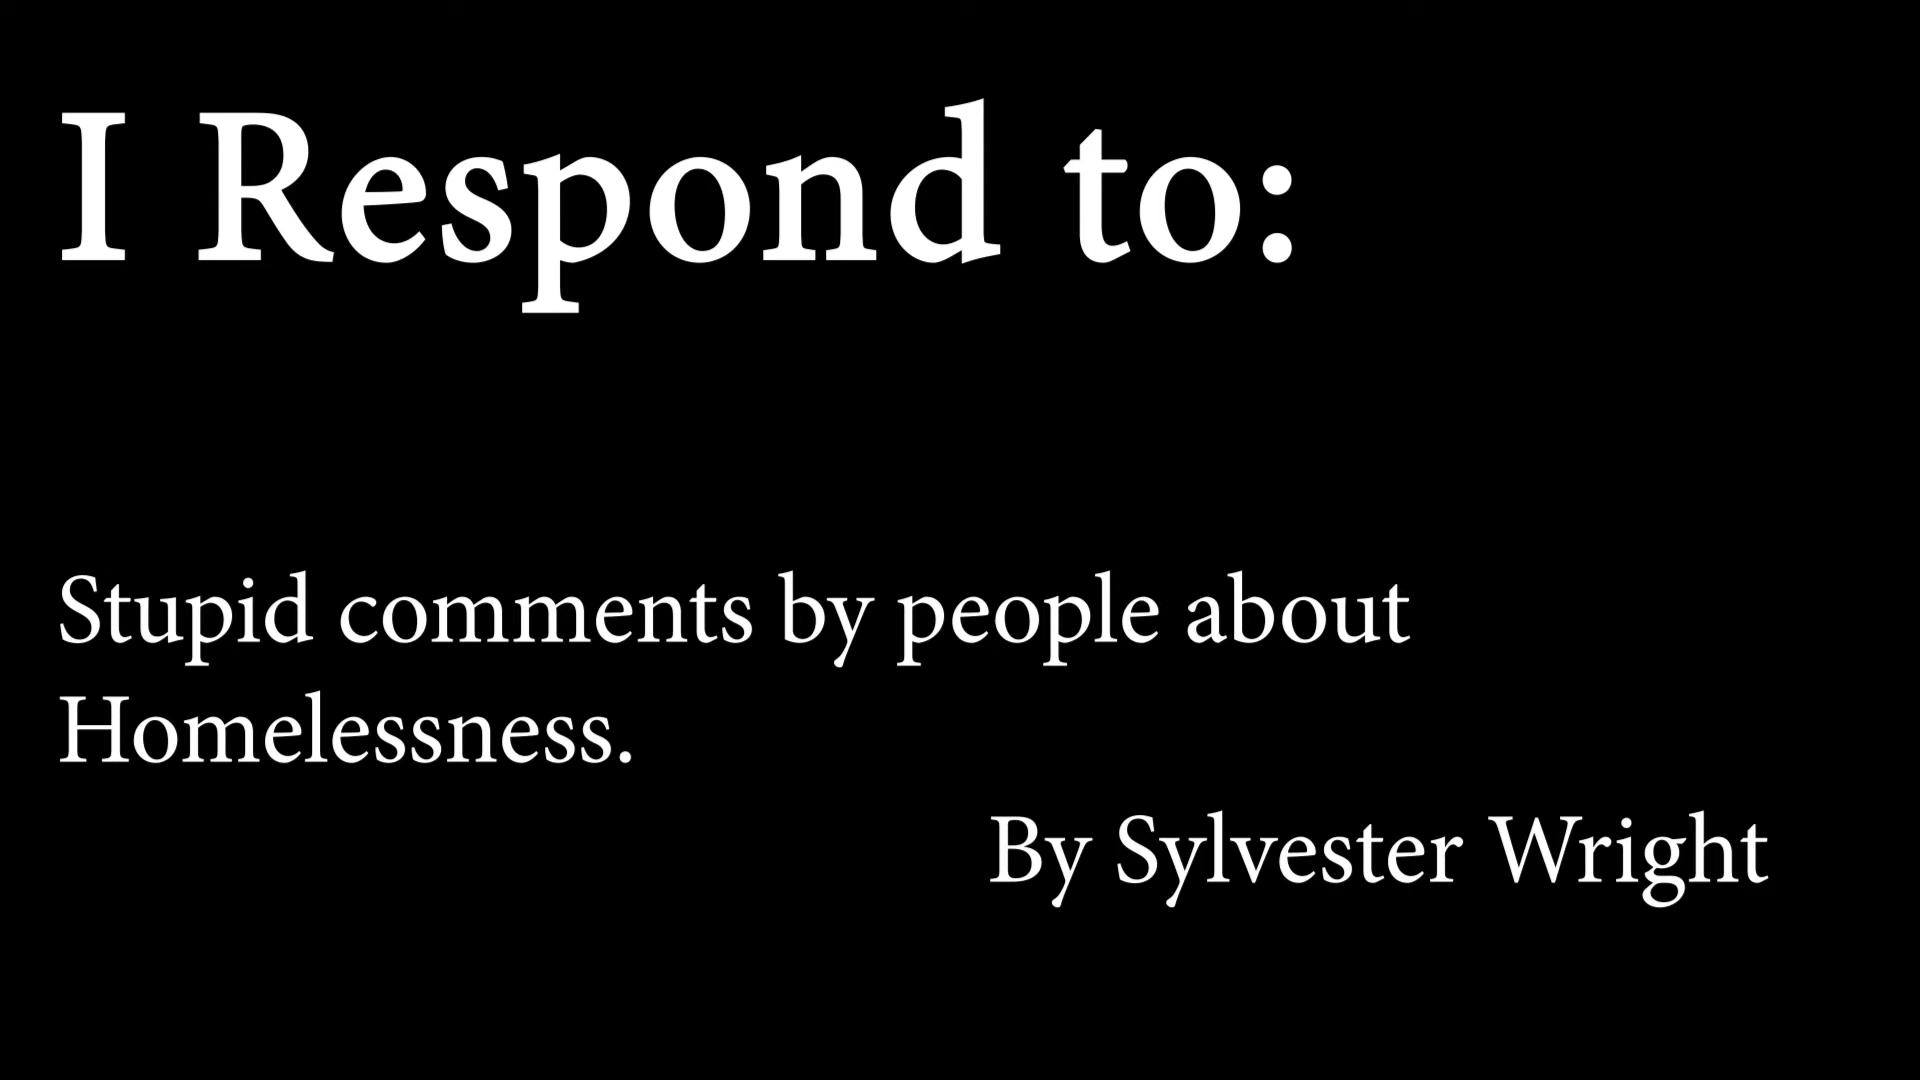 I Respond to:
Stupid comments by people about
Homelessness.
By Sylvester Wright